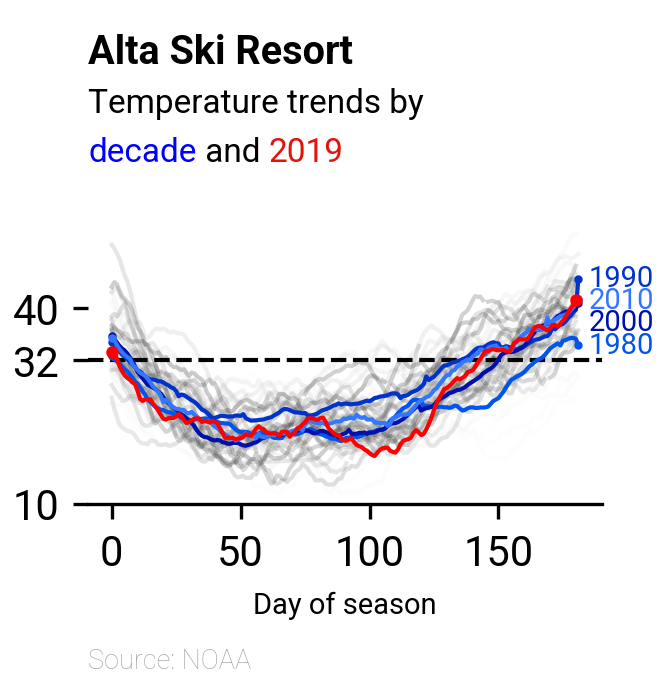 Alta Ski Resort
Temperature trends by
decade and 2019
1990
2010
2000
1980
40
32
10
0 50 100 150
Day of season
Source: NOAA